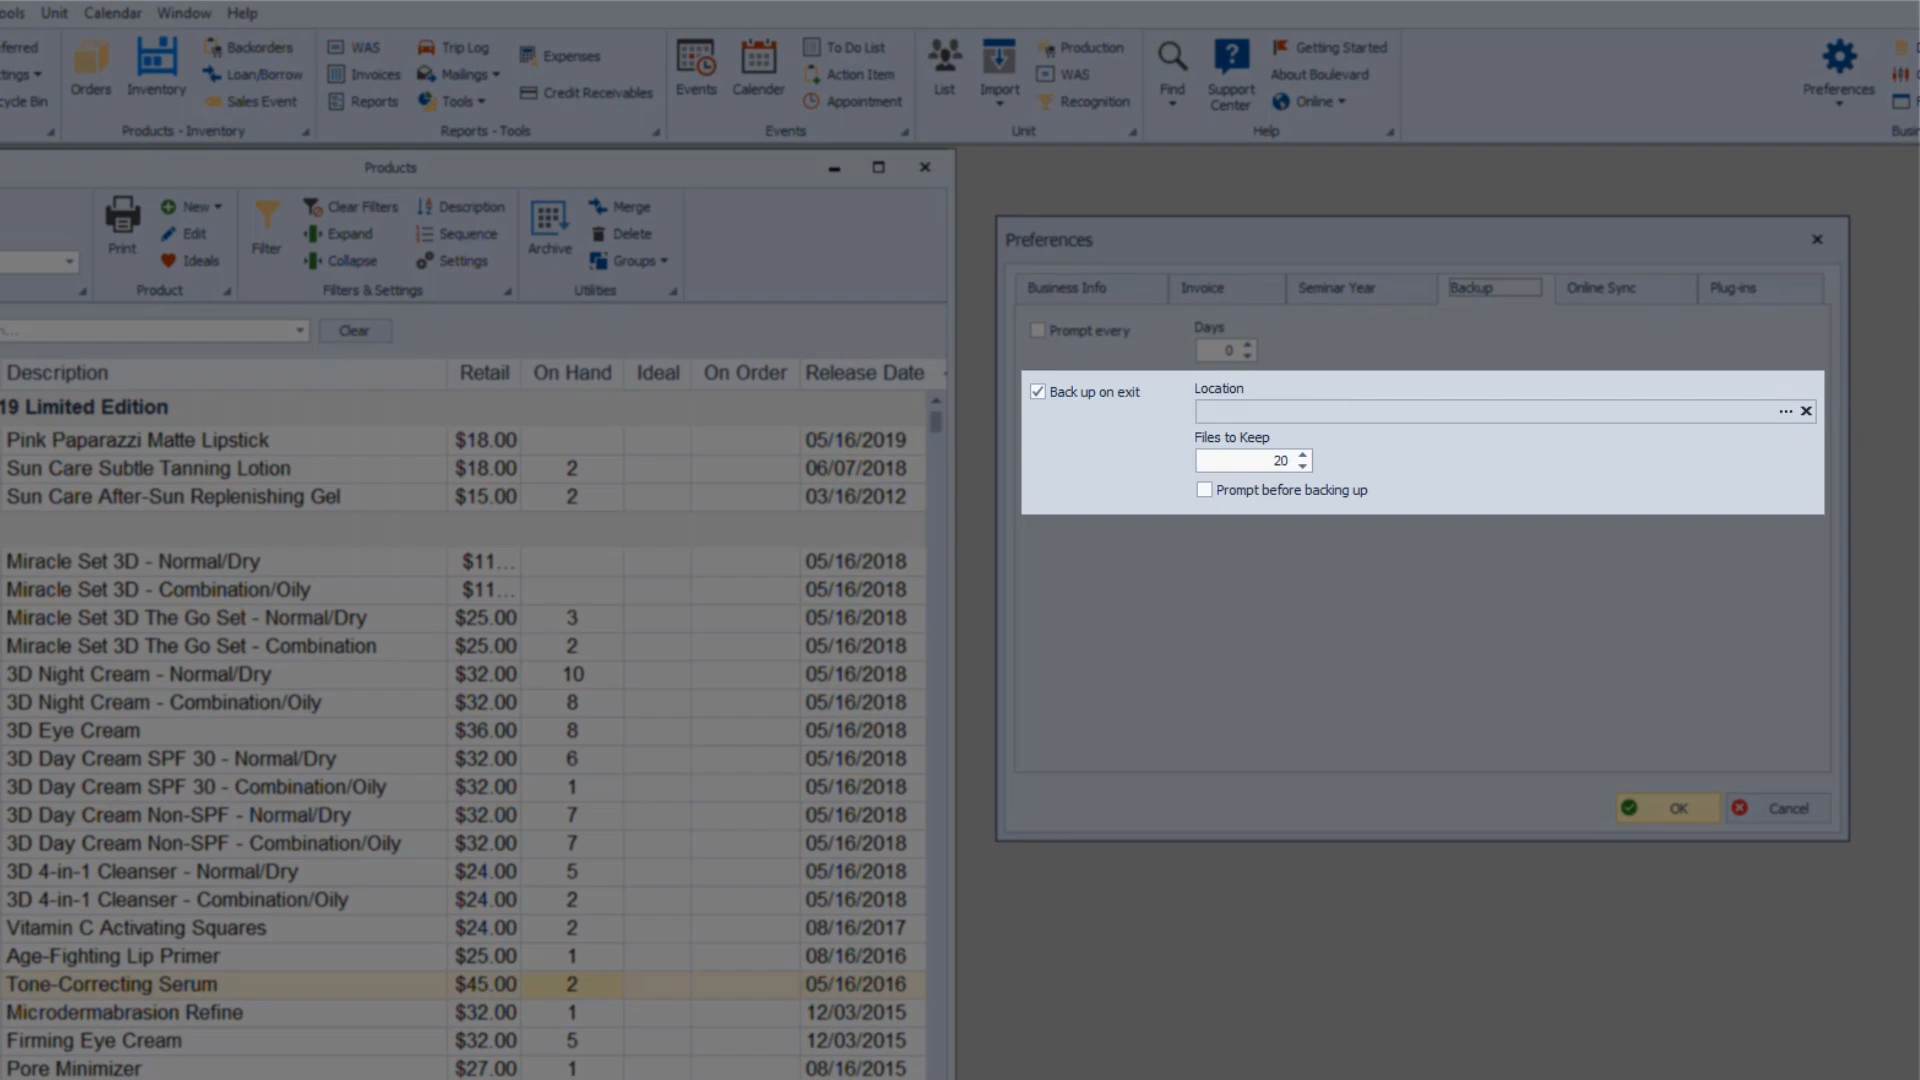 ools Unit Calendar Window Help
ferred
tings
cycle Bin
Orders
Inventory
Backorders
Loan/Borrow
Sales Event
Products - Inventory
WAS
Invoices
Reports
Trip Log
Mailings
Tools
Expenses
Credit Receivables
Reports - Tools
Events
Calender
To Do List
Action Item
Appointment
Events
List
Import
Production
WAS
Recognition
Unit
Find
Support
Center
Getting Started
About Boulevard
Online
Help
Preferences
Busin
Products
Print
New
Edit
Ideals
Product
Filter
Clear Filters
Expand
Collapse
Description
Sequence
Settings
Filters & Settings
Archive
Merge
Delete
Groups
Utilities
n...
Clear
Description Retail On Hand Ideal On Order Release Date
19 Limited Edition
Pink Paparazzi Matte Lipstick $18.00 05/16/2019
Sun Care Subtle Tanning Lotion $18.00 2 06/07/2018
Sun Care After-Sun Replenishing Gel $15.00 2 03/16/2012
Miracle Set 3D - Normal/Dry $11... 05/16/2018
Miracle Set 3D - Combination/Oily $11... 05/16/2018
Miracle Set 3D The Go Set - Normal/Dry $25.00 3 05/16/2018
Miracle Set 3D The Go Set - Combination $25.00 2 05/16/2018
3D Night Cream - Normal/Dry $32.00 10 05/16/2018
3D Night Cream - Combination/Oily $32.00 8 05/16/2018
3D Eye Cream $36.00 8 05/16/2018
3D Day Cream SPF 30 - Normal/Dry $32.00 6 05/16/2018
3D Day Cream SPF 30 - Combination/Oily $32.00 1 05/16/2018
3D Day Cream Non-SPF - Normal/Dry $32.00 7 05/16/2018
3D Day Cream Non-SPF - Combination/Oily $32.00 7 05/16/2018
3D 4-in-1 Cleanser - Normal/Dry $24.00 5 05/16/2018
3D 4-in-1 Cleanser - Combination/Oily $24.00 2 05/16/2018
Vitamin C Activating Squares $24.00 2 08/16/2017
Age-Fighting Lip Primer $25.00 1 08/16/2016
Tone-Correcting Serum $45.00 2 05/16/2016
Microdermabrasion Refine $32.00 1 12/03/2015
Firming Eye Cream $32.00 5 12/03/2015
Pore Minimizer $27.00 1 08/16/2015
Preferences
Business Info Invoice Seminar Year Backup Online Sync Plug-ins
Prompt every Days
0
Back up on exit Location
...
Files to Keep
20
Prompt before backing up
OK Cancel